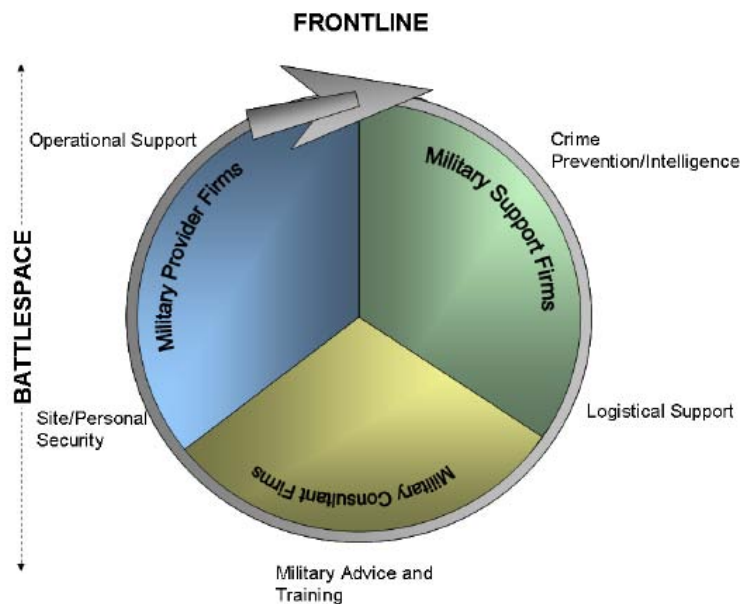 FRONTLINE
Operational Support
Crime
Prevention/Intelligence
Military Provider Firms
Military Support Firms
BATTLESPACE
Site/Personal
Security
Logistical Support
Military Consultant Firms
Military Advice and
Training